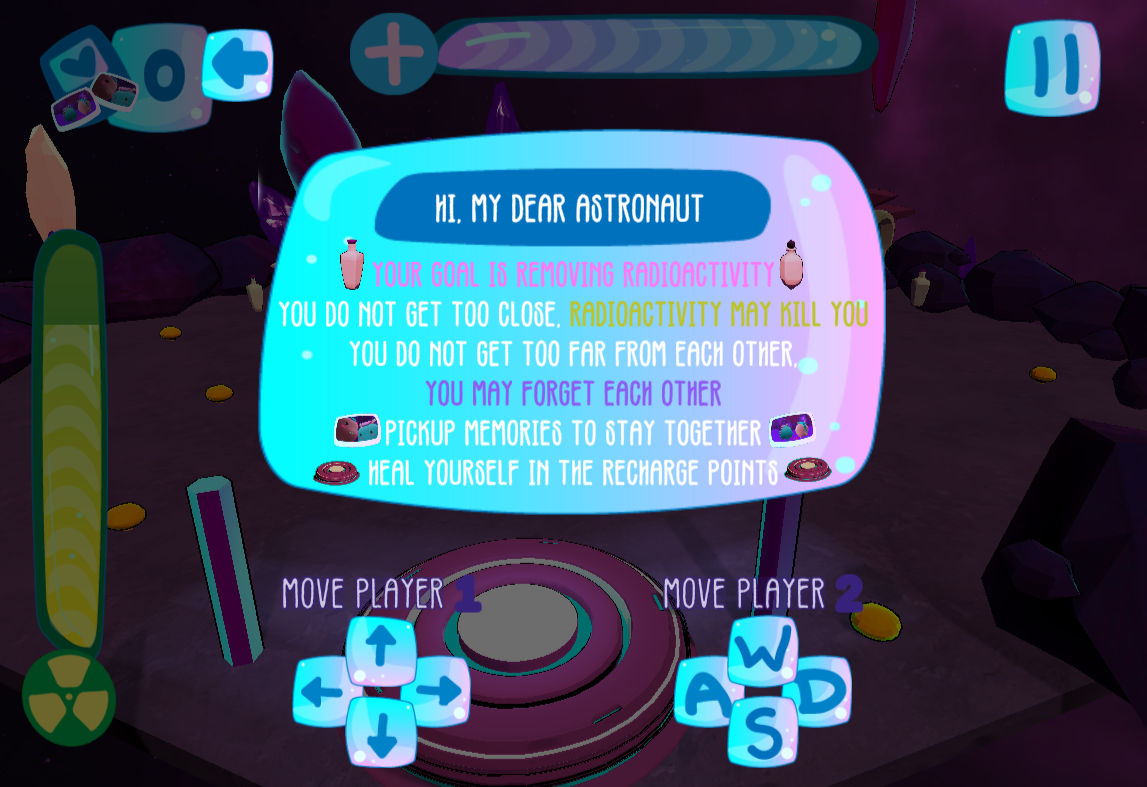 0
HI, MY DEAR ASTRONAUT
YOUR GOAL IS REMOVING RADIOACTIVITY
YOU DO NOT GET TOO CLOSE, RADIOACTIVITY MAY KILL YOU
YOU DO NOT GET TOO FAR FROM EACH OTHER,
YOU MAY FORGET EACH OTHER
PICKUP MEMORIES TO STAY TOGETHER
HEAL YOURSELF IN THE RECHARGE POINTS
MOVE PLAYER 1
MOVE PLAYER 2
W
A D
S